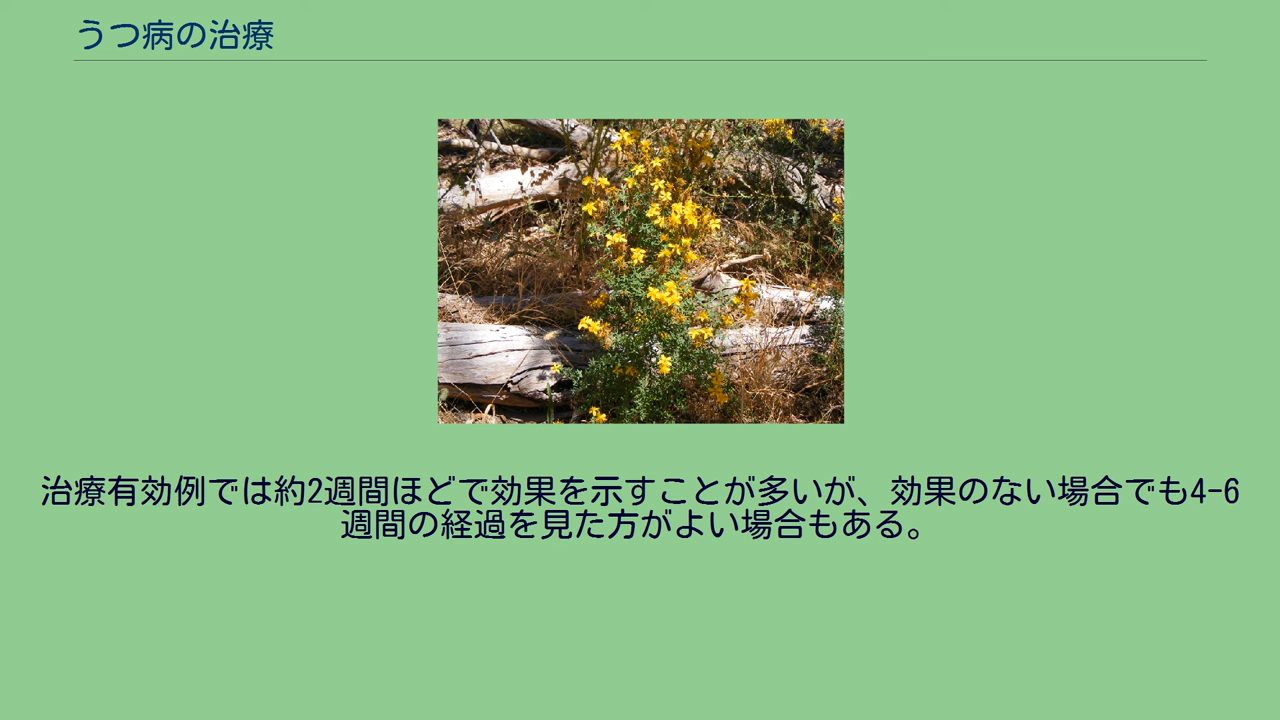 うつ病の治療
治療有効例では約2週間ほどで効果を示すことが多いが、効果のない場合でも4-6
週間の経過を見た方がよい場合もある。